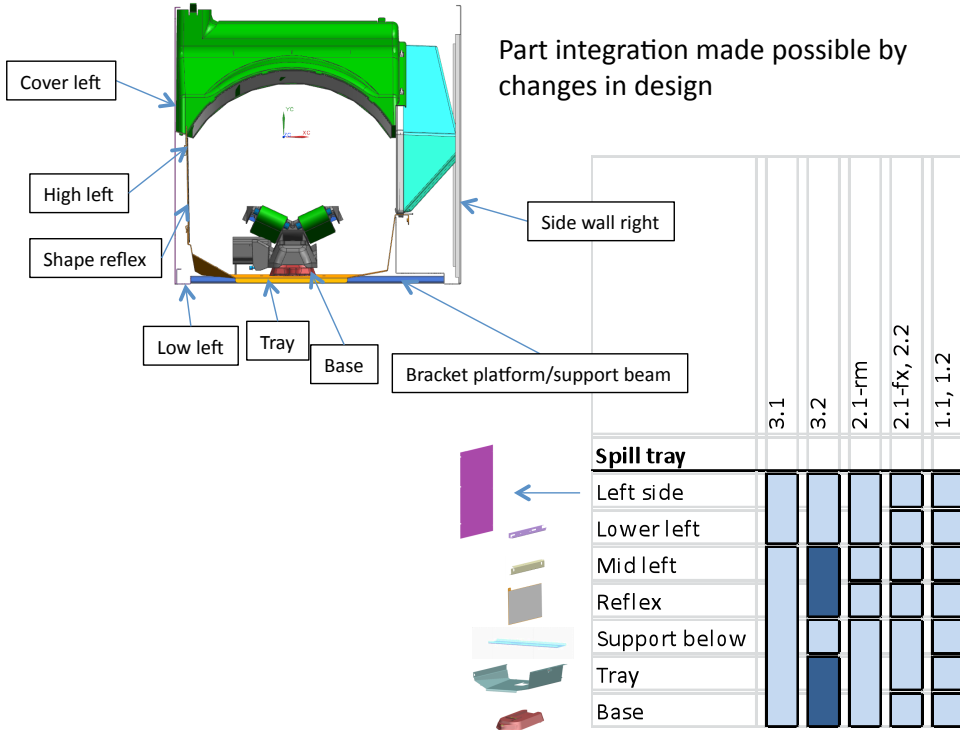 Part integration made possible by
changes in design
Cover left
High left
Shape reflex
Low left
Tray
Base
Bracket platform/support beam
Side wall right
YC
XC
3.1
3.2
2.1-rm
2.1-fx, 2.2
1.1, 1.2
Spill tray
Left side
Lower left
Mid left
Reflex
Support below
Tray
Base